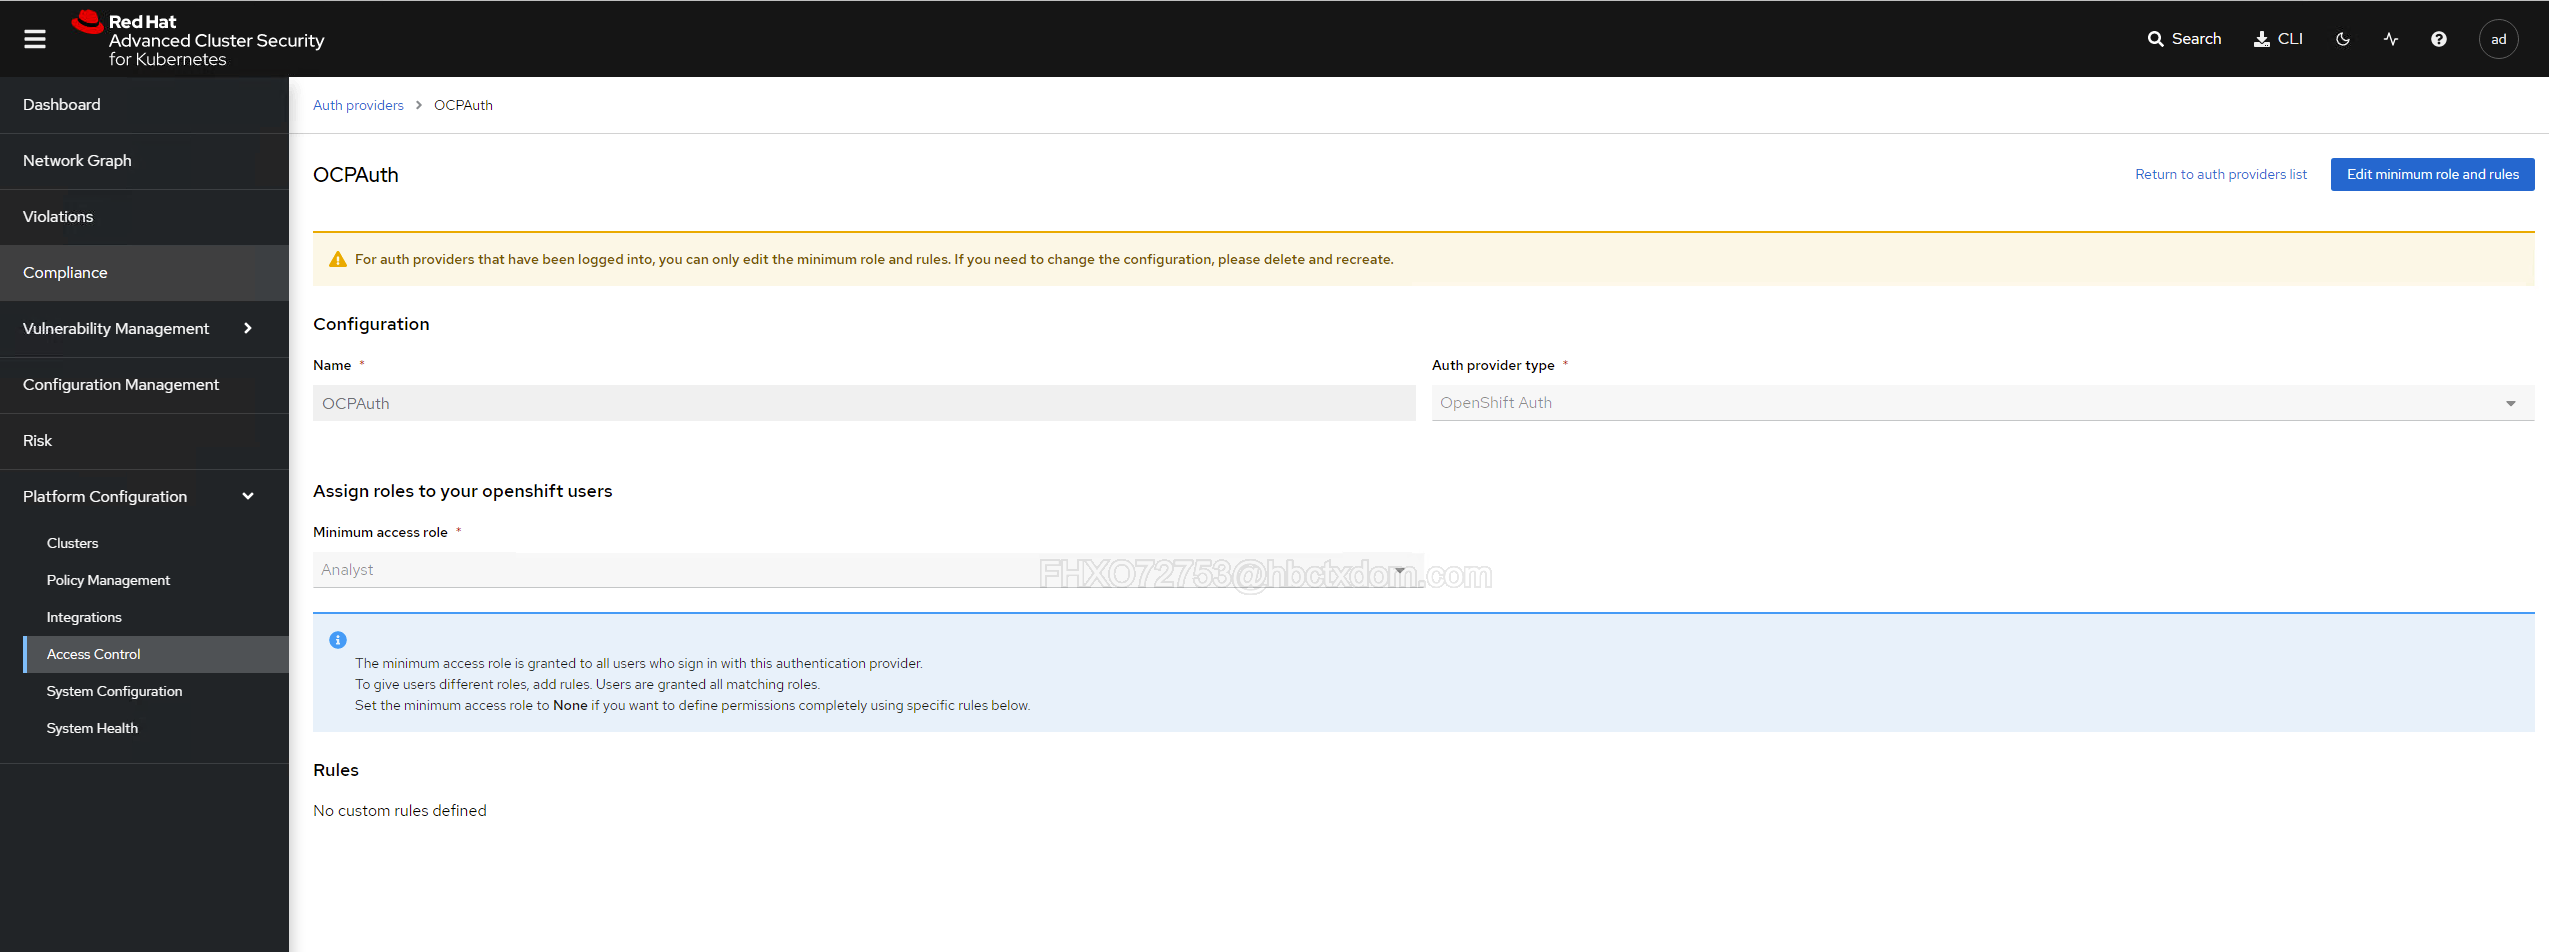 Red Hat
Advanced Cluster Security
for Kubernetes
Search
CLI
ad
Dashboard
Network Graph
Violations
Compliance
Vulnerability Management
Configuration Management
Risk
Platform Configuration
Clusters
Policy Management
Integrations
Access Control
System Configuration
System Health
Auth providers > OCPAuth
OCPAuth
Return to auth providers list
Edit minimum role and rules
For auth providers that have been logged into, you can only edit the minimum role and rules. If you need to change the configuration, please delete and recreate.
Configuration
Name *
OCPAuth
Auth provider type *
OpenShift Auth
Assign roles to your openshift users
Minimum access role *
Analyst
FHXO72753@hbctxdom.com
The minimum access role is granted to all users who sign in with this authentication provider.
To give users different roles, add rules. Users are granted all matching roles.
Set the minimum access role to None if you want to define permissions completely using specific rules below.
Rules
No custom rules defined